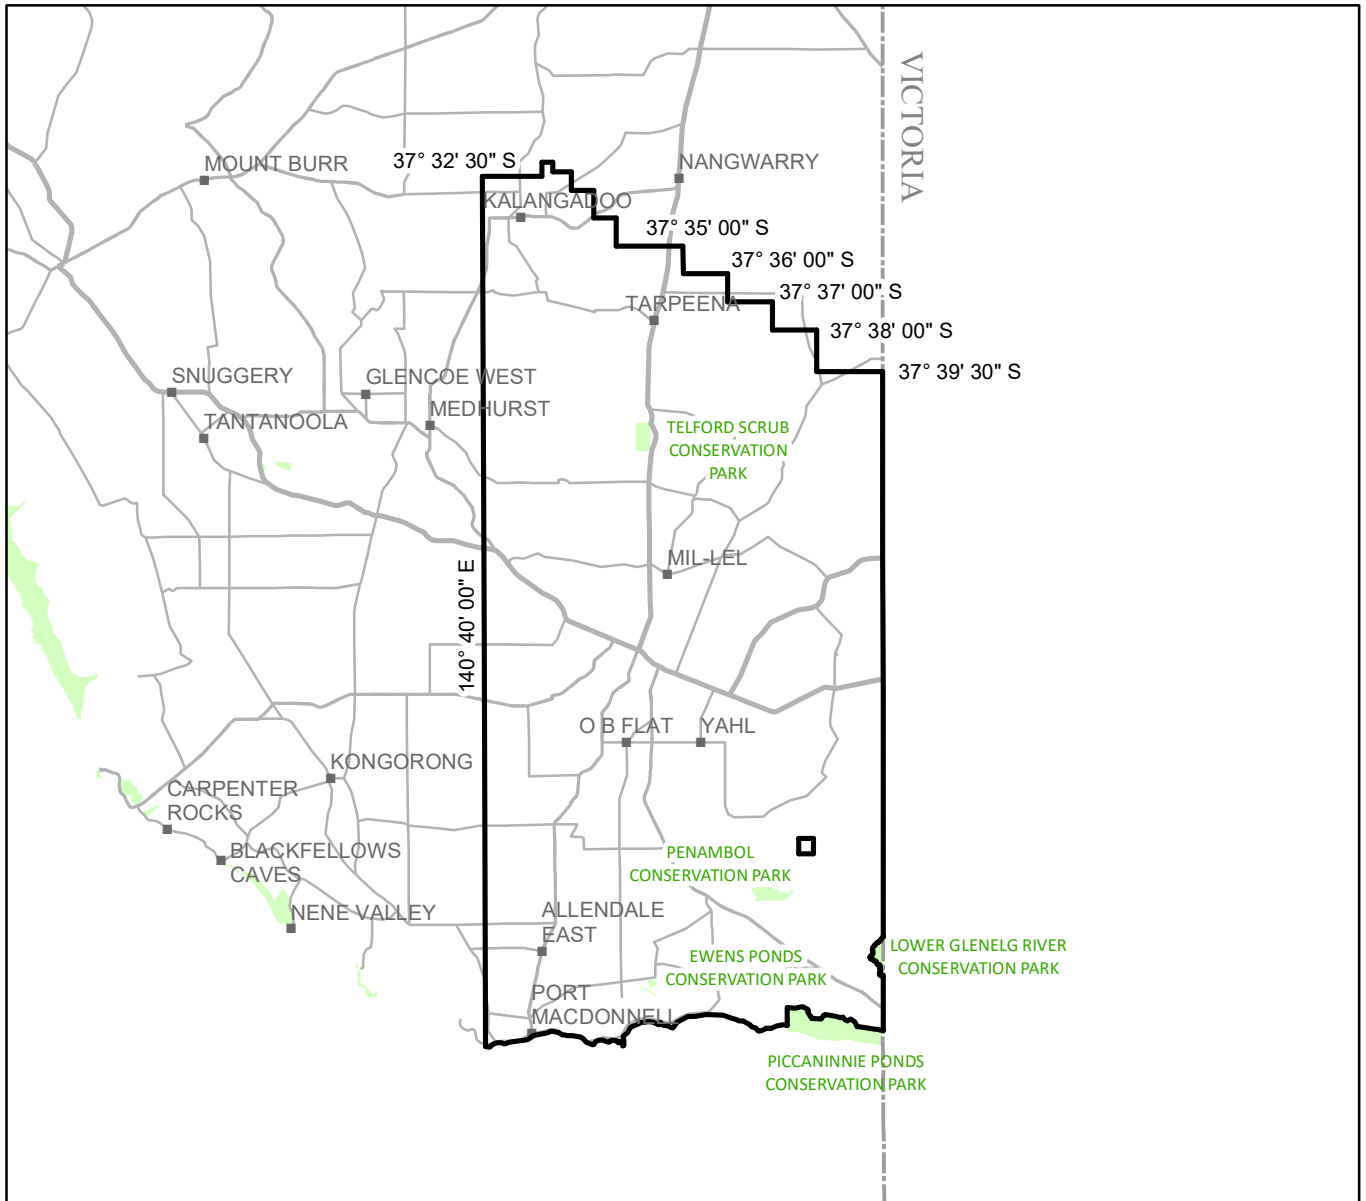 VICTORIA
MOUNT BURR
37° 32' 30" S
NANGWARRY
KALANGADOO
37° 35' 00" S
37° 36' 00" S
37° 37' 00" S
TARPEENA
37° 38' 00" S
37° 39' 30" S
SNUGGERY
GLENCOE WEST
MEDHURST
TANTANOOLA
TELFORD SCRUB
CONSERVATION
PARK
MIL-LEL
140° 40' 00" E
O B FLAT
YAHL
KONGORONG
CARPENTER
ROCKS
BLACKFELLOWS
CAVES
PENAMBOL
CONSERVATION PARK
NENE VALLEY
ALLENDALE
EAST
LOWER GLENELG RIVER
CONSERVATION PARK
EWENS PONDS
CONSERVATION PARK
PORT
MACDONNELL
PICCANINNIE PONDS
CONSERVATION PARK